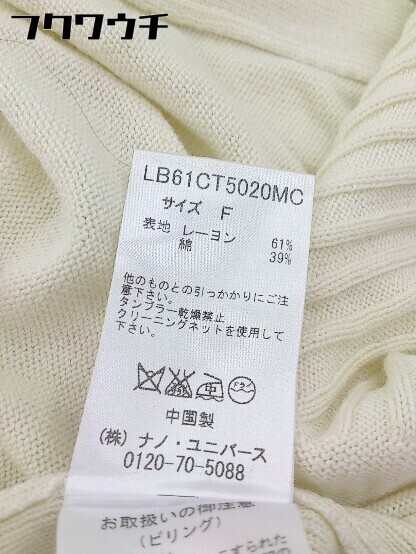 フクワウチ
LB61CT5020MC
サイズ F
表地 レーヨン 61%
綿 39%
他のものとの引っかかりにご注
意下さい。
タンブラー乾燥禁止
クリーニングネットを使用して
下さい。
ドライ
中国製
(株) ナノ・ユニバース
0120-70-5088
お取扱いの御注意
(ピリング)